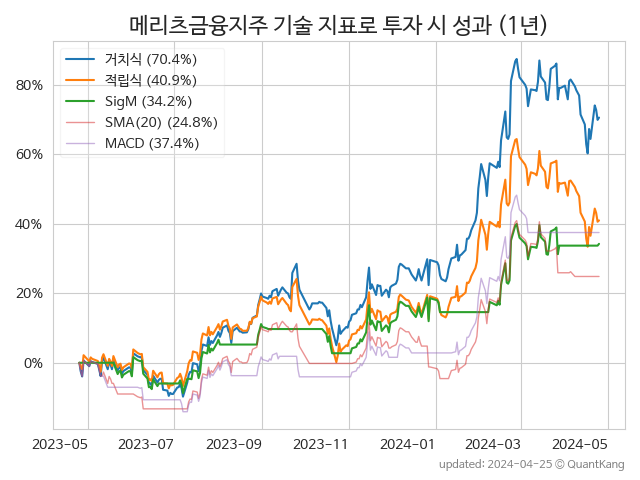 메리츠금융지주 기술 지표로 투자 시 성과 (1년)
거치식 (70.4%)
적립식 (40.9%)
SigM (34.2%)
SMA(20) (24.8%)
MACD (37.4%)
80%
60%
40%
20%
0%
2023-05 2023-07 2023-09 2023-11 2024-01 2024-03 2024-05
updated: 2024-04-25 © QuantKang